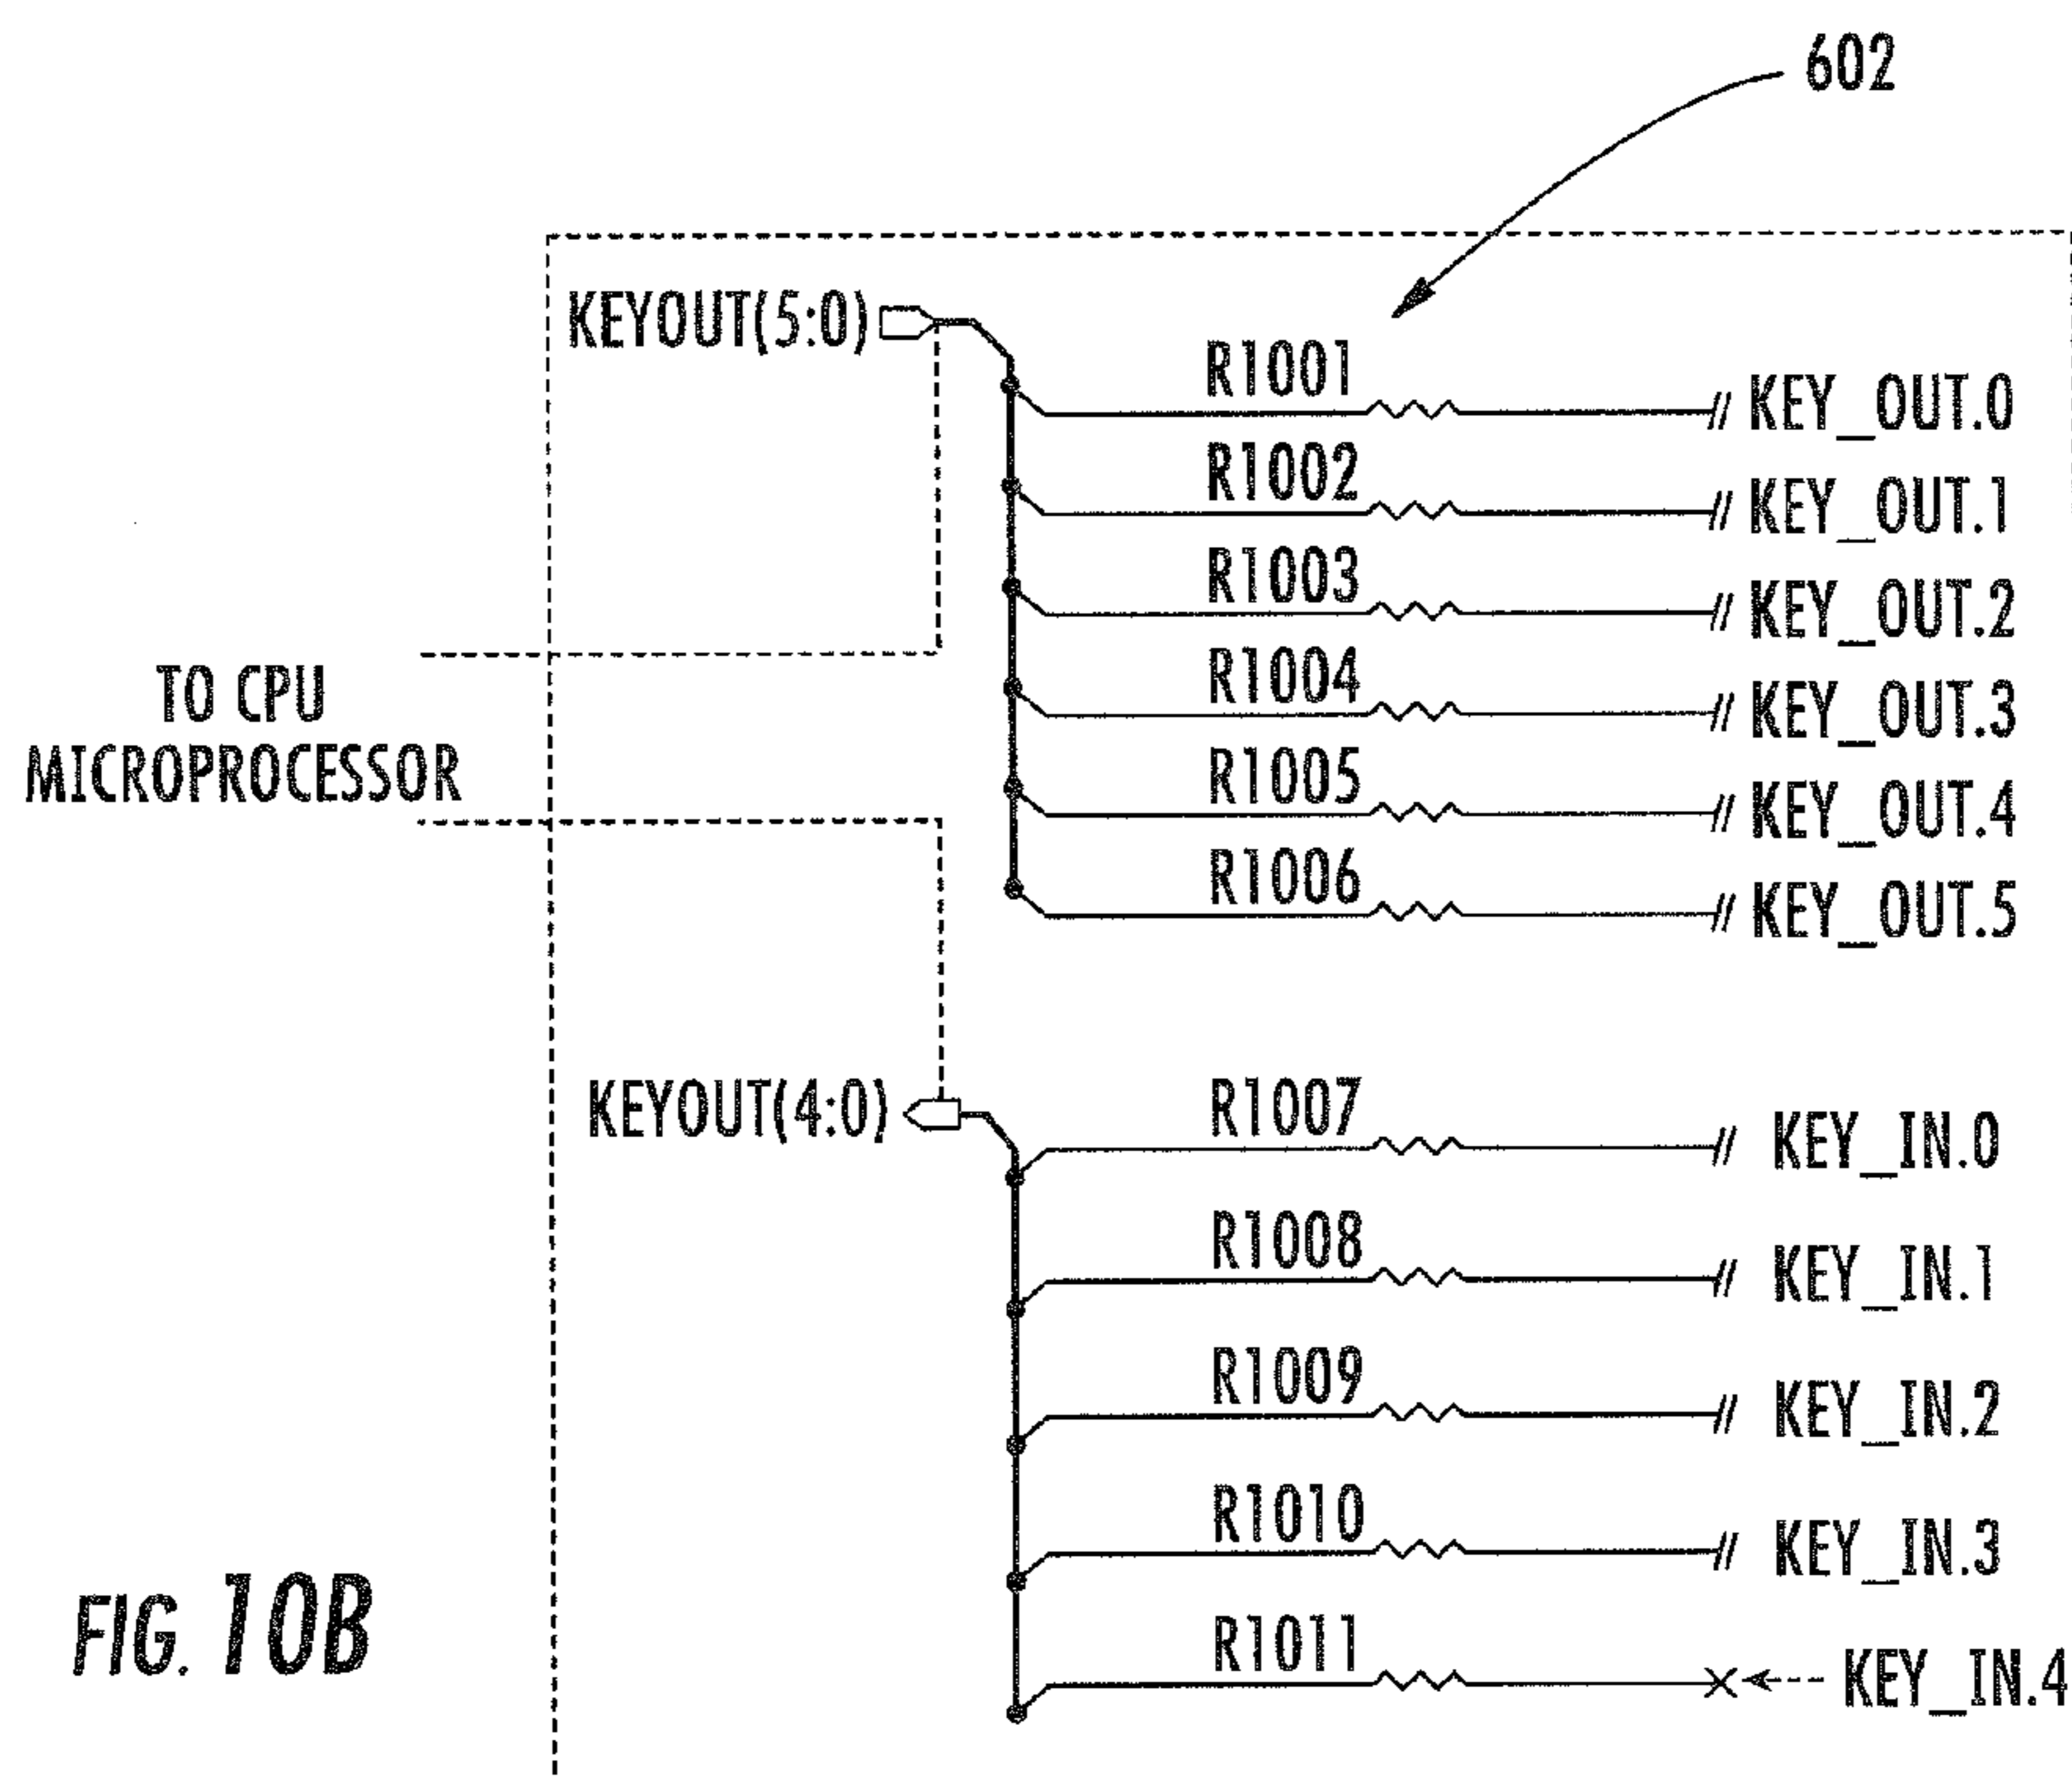 602
KEYOUT(5:0)
R1001
KEY_OUT.0
R1002
KEY_OUT.1
R1003
KEY_OUT.2
R1004
KEY_OUT.3
R1005
KEY_OUT.4
R1006
KEY_OUT.5
TO CPU
MICROPROCESSOR
KEYOUT(4:0)
R1007
KEY_IN.0
R1008
KEY_IN.1
R1009
KEY_IN.2
R1010
KEY_IN.3
R1011
KEY_IN.4
FIG. 10B